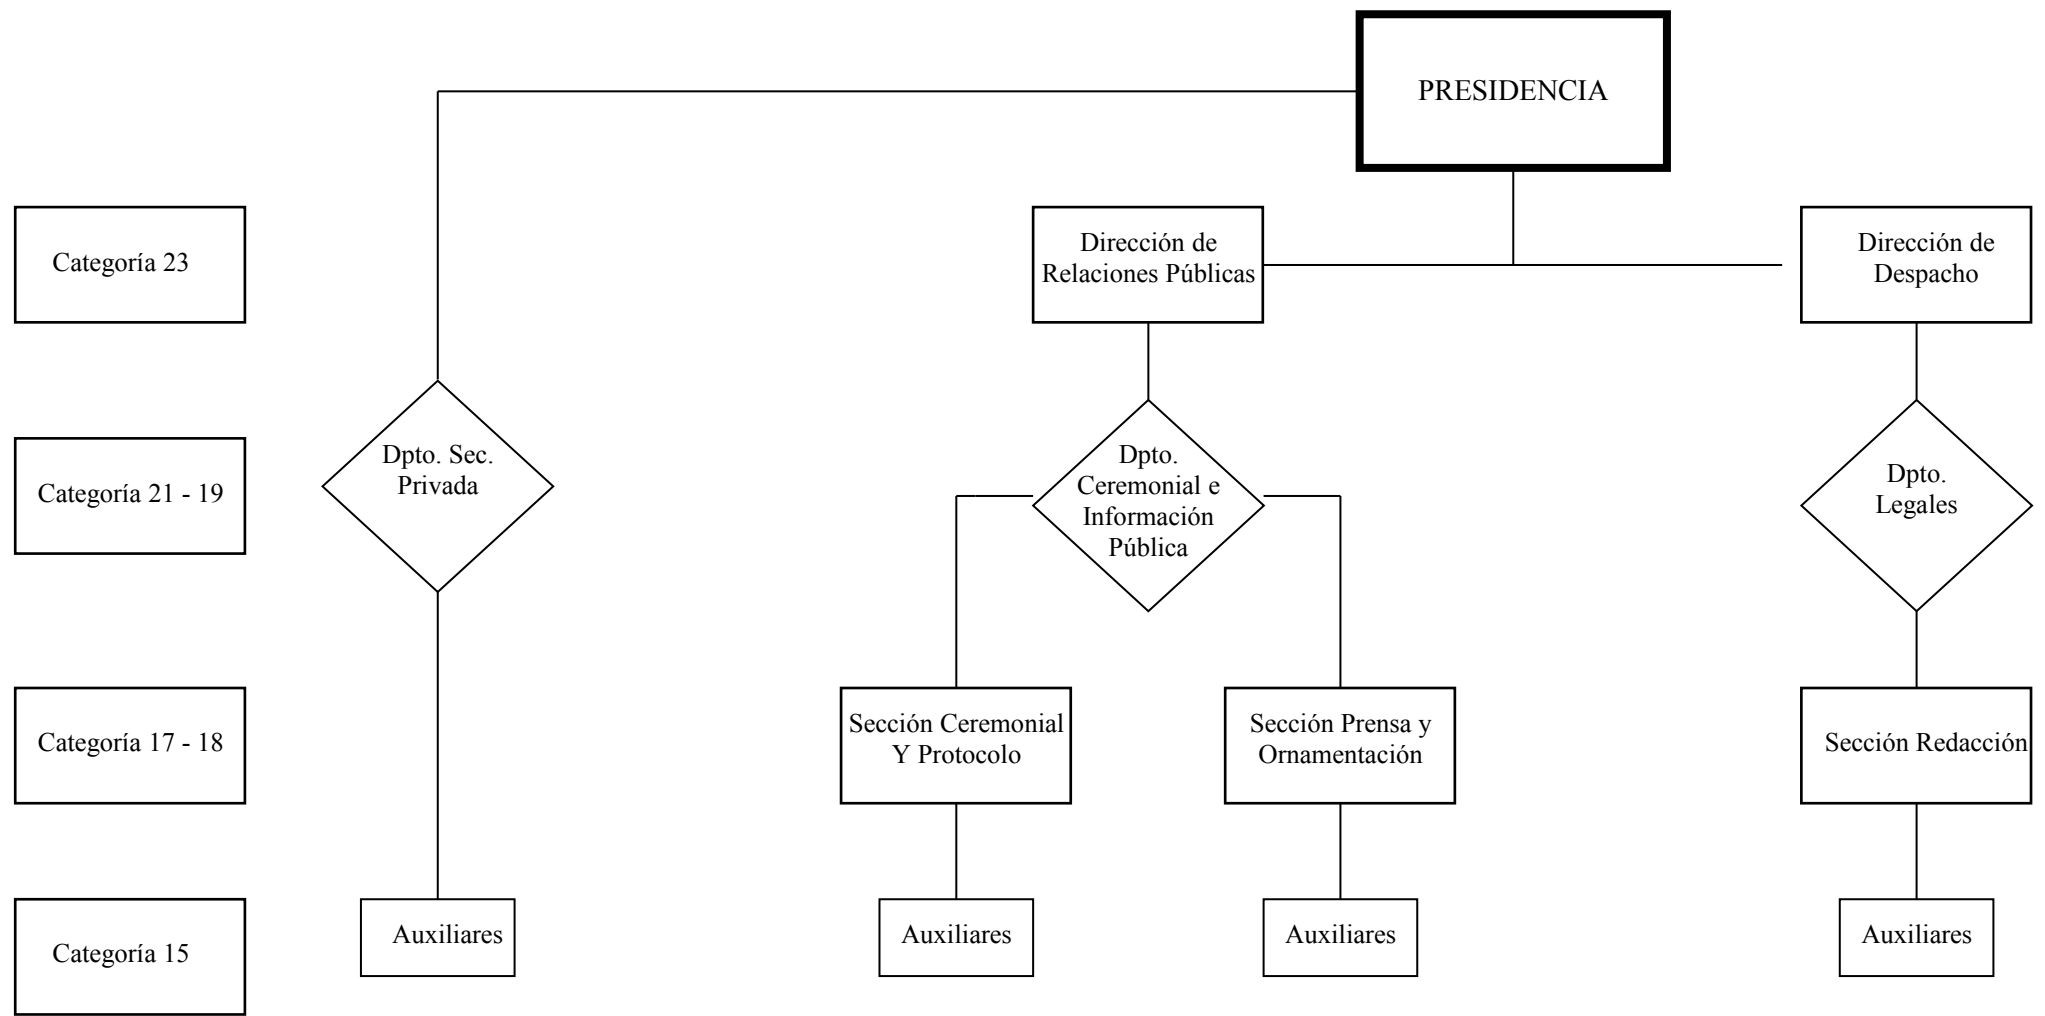 PRESIDENCIA
Categoría 23
Dirección de
Relaciones Públicas
Dirección de
Despacho
Categoría 21 - 19
Dpto. Sec.
Privada
Dpto.
Ceremonial e
Información
Pública
Dpto.
Legales
Categoría 17 - 18
Sección Ceremonial
Y Protocolo
Sección Prensa y
Ornamentación
Sección Redacción
Categoría 15
Auxiliares
Auxiliares
Auxiliares
Auxiliares